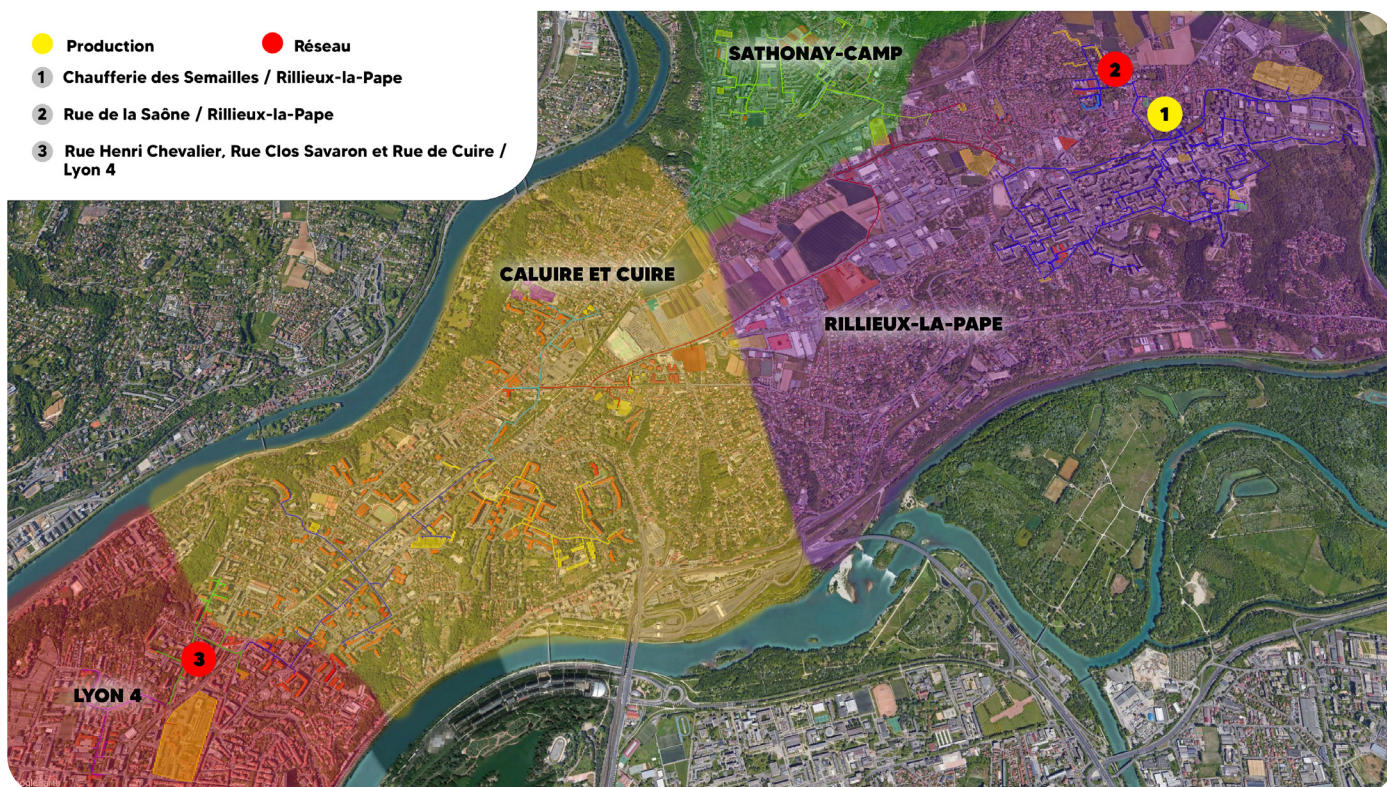 Production
Réseau
1 Chaufferie des Semailles / Rillieux-la-Pape
2 Rue de la Saône / Rillieux-la-Pape
3 Rue Henri Chevalier, Rue Clos Savaron et Rue de Cuire /
Lyon 4
SATHONAY-CAMP
2
1
CALUIRE ET CUIRE
RILLIEUX-LA-PAPE
3
LYON 4